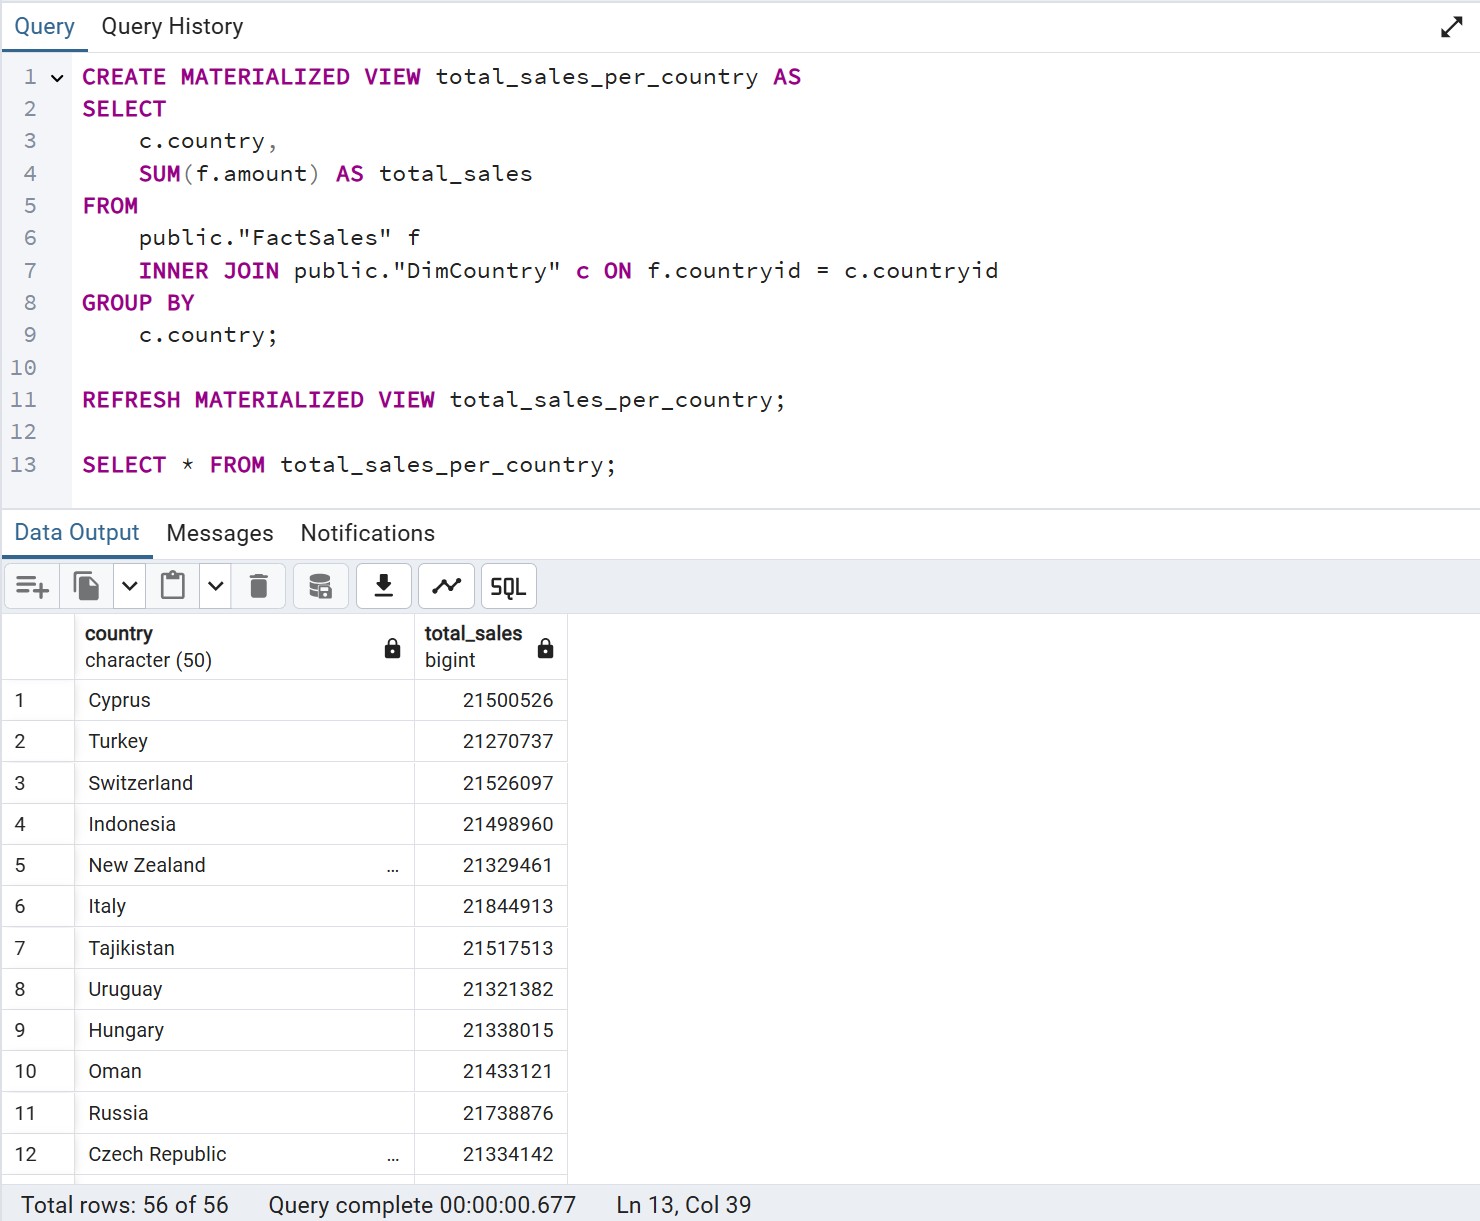 Query Query History
1 CREATE MATERIALIZED VIEW total_sales_per_country AS
2 SELECT
3 c.country,
4 SUM(f.amount) AS total_sales
5 FROM
6 public."FactSales" f
7 INNER JOIN public."DimCountry" c ON f.countryid = c.countryid
8 GROUP BY
9 c.country;
10
11 REFRESH MATERIALIZED VIEW total_sales_per_country;
12
13 SELECT * FROM total_sales_per_country;
Data Output Messages Notifications
SQL
country total_sales
character (50) bigint
1 Cyprus 21500526
2 Turkey 21270737
3 Switzerland 21526097
4 Indonesia 21498960
5 New Zealand ... 21329461
6 Italy 21844913
7 Tajikistan 21517513
8 Uruguay 21321382
9 Hungary 21338015
10 Oman 21433121
11 Russia 21738876
12 Czech Republic ... 21334142
Total rows: 56 of 56 Query complete 00:00:00.677 Ln 13, Col 39